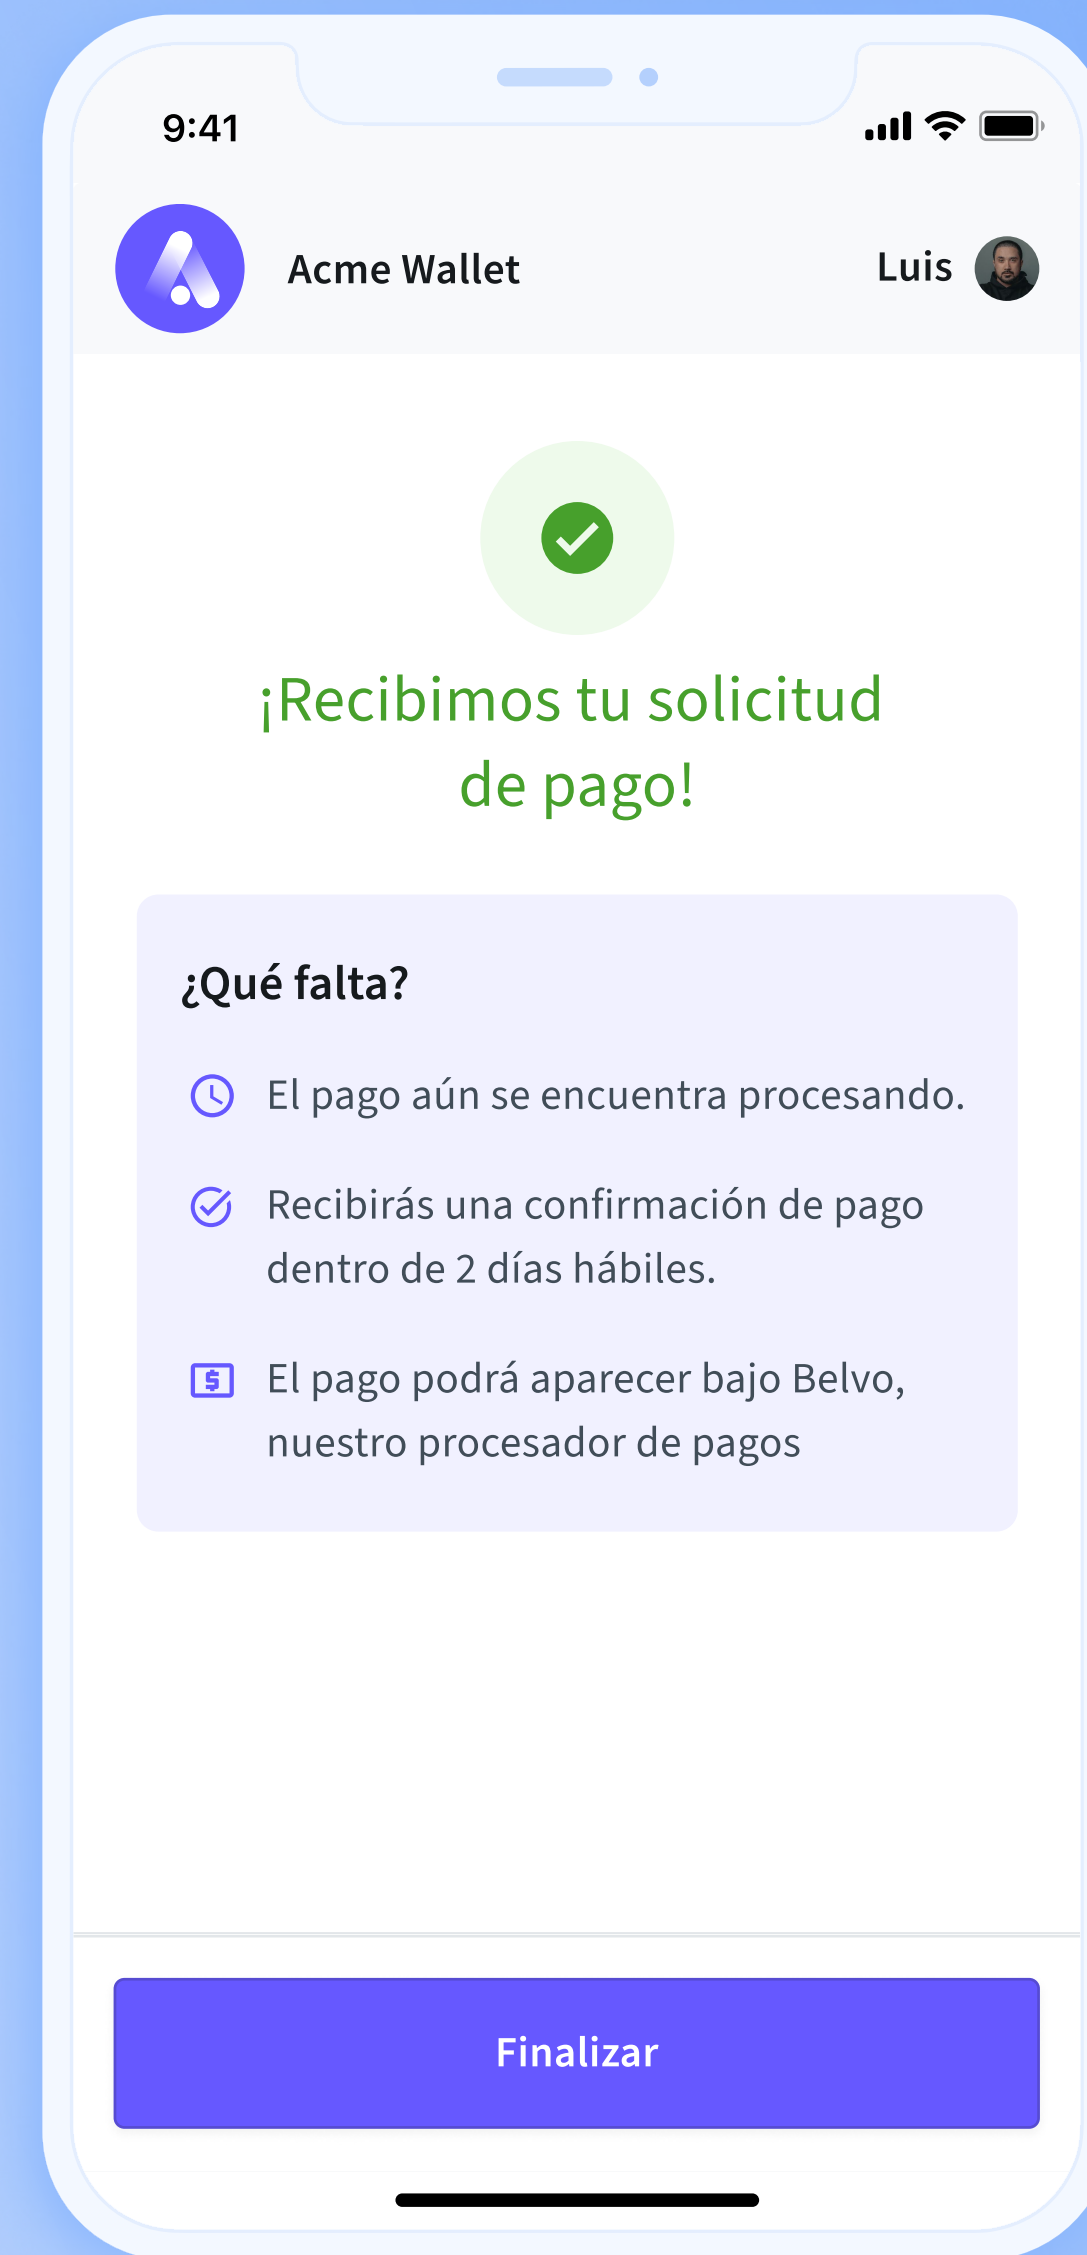 9:41
Acme Wallet
Luis
¡Recibimos tu solicitud
de pago!
¿Qué falta?
El pago aún se encuentra procesando.
Recibirás una confirmación de pago
dentro de 2 días hábiles.
El pago podrá aparecer bajo Belvo,
nuestro procesador de pagos
Finalizar